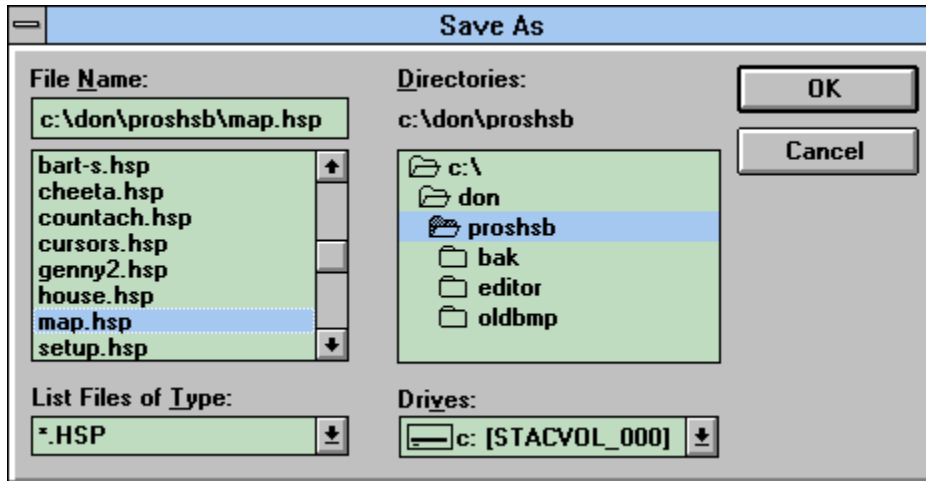 Save As
File Name:
c:\don\proshsb\map.hsp
bart-s.hsp
cheeta.hsp
countach.hsp
cursors.hsp
genny2.hsp
house.hsp
map.hsp
setup.hsp
List Files of Type:
*.HSP
Directories:
c:\don\proshsb
c:\
don
proshsb
bak
editor
oldbmp
Drives:
c: [STACVOL_000]
OK
Cancel